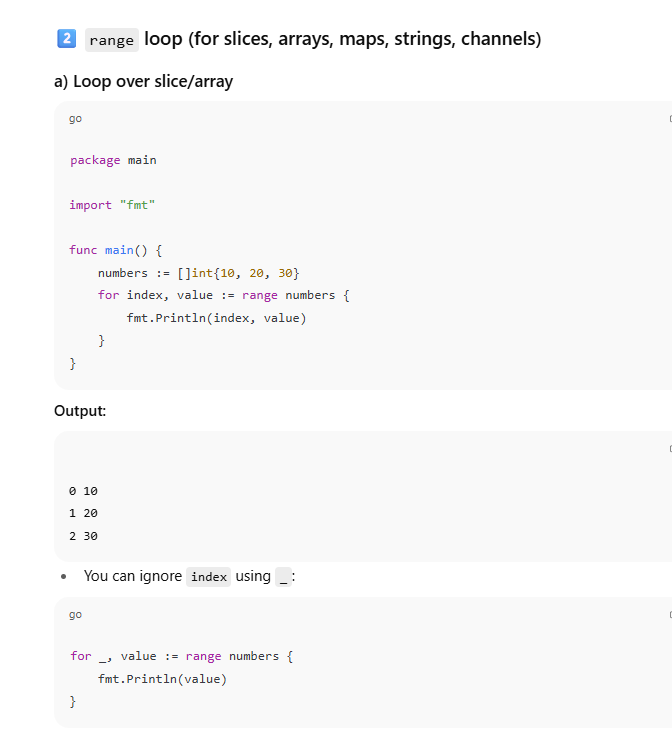 2 range loop (for slices, arrays, maps, strings, channels)
a) Loop over slice/array
go
package main
import "fmt"
func main() {
    numbers := []int{10, 20, 30}
    for index, value := range numbers {
        fmt.Println(index, value)
    }
}
Output:
0 10
1 20
2 30
• You can ignore index using _:
go
for _, value := range numbers {
    fmt.Println(value)
}